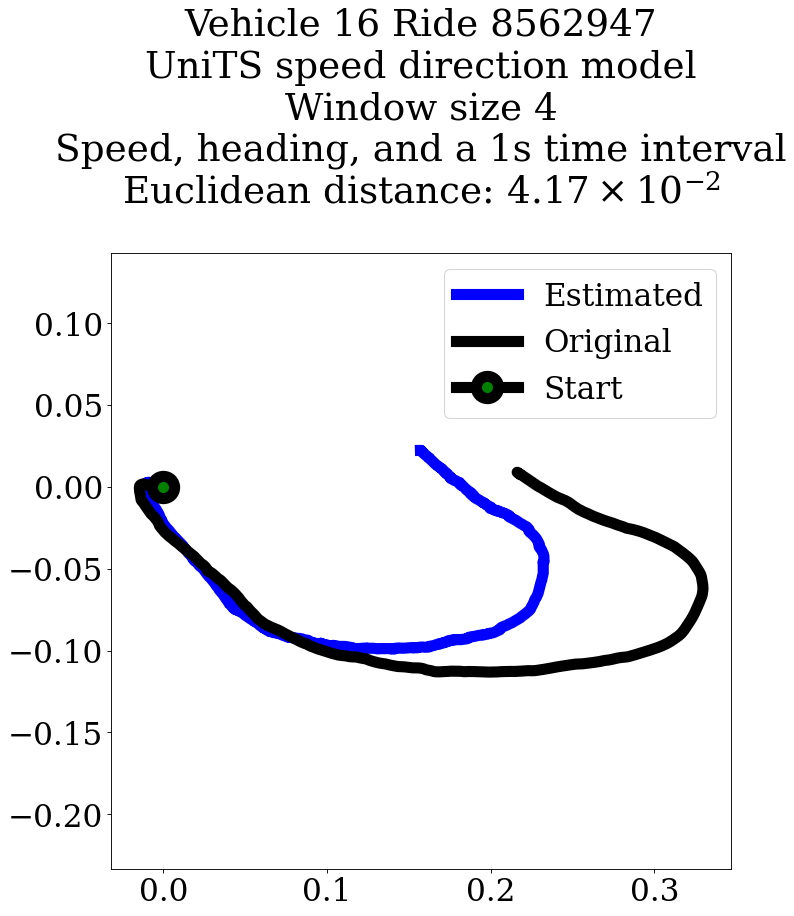 Vehicle 16 Ride 8562947
UniTS speed direction model
Window size 4
Speed, heading, and a 1s time interval
Euclidean distance: 4.17 × 10⁻²
Estimated
Original
Start
0.10
0.05
0.00
−0.05
−0.10
−0.15
−0.20
0.0 0.1 0.2 0.3